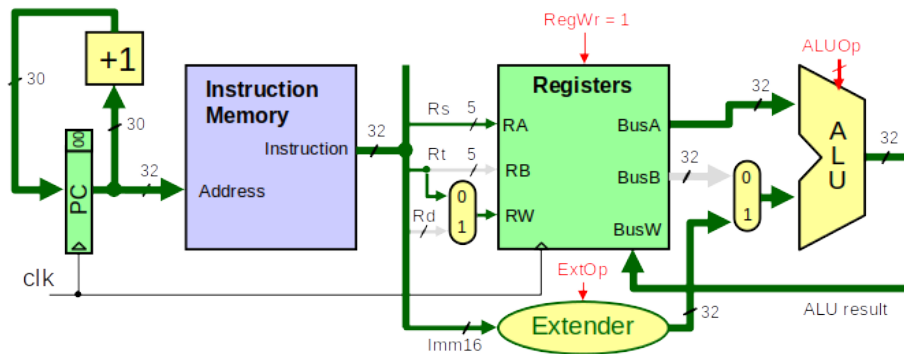 RegWr = 1
ALUOp
+1
30
30
Instruction
Memory
Instruction
Address
32
32
PC
00
clk
Rs
5
Rt
5
Rd
0
1
Registers
RA
RB
RW
BusA
BusB
BusW
32
32
0
1
A
L
U
32
ExtOp
Imm16
Extender
32
ALU result